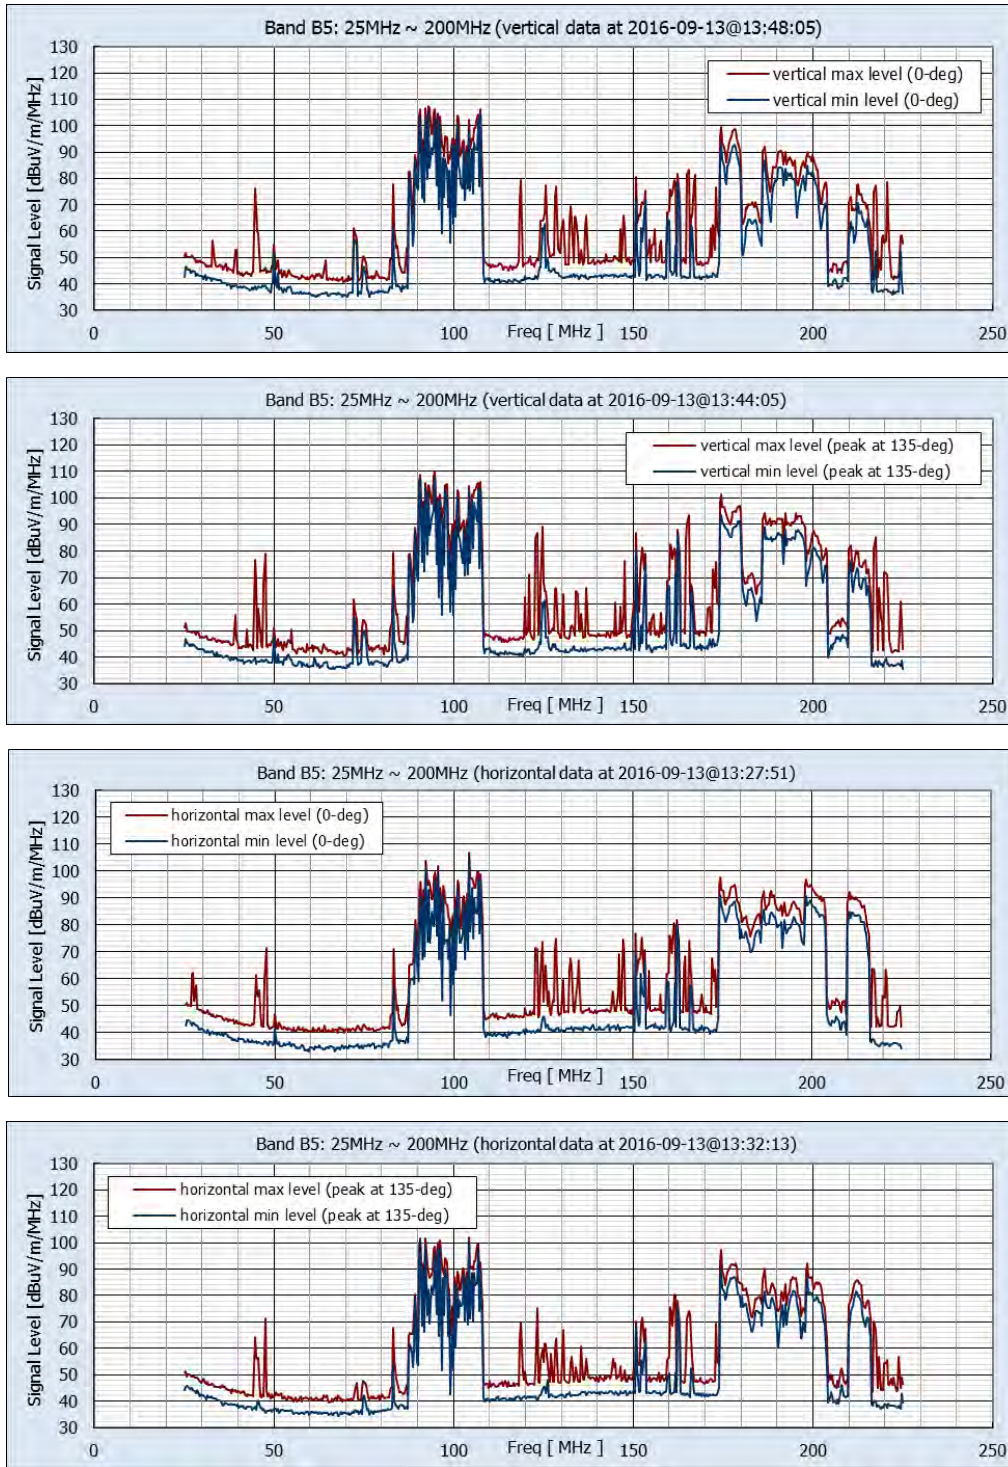 Band B5: 25MHz ~ 200MHz (vertical data at 2016-09-13@13:48:05)
Signal Level [dBuV/m/MHz]
130
120
110
100
90
80
70
60
50
40
30
vertical max level (0-deg)
vertical min level (0-deg)
0 50 100 150 200 250
Freq [ MHz ]
Band B5: 25MHz ~ 200MHz (vertical data at 2016-09-13@13:44:05)
Signal Level [dBuV/m/MHz]
130
120
110
100
90
80
70
60
50
40
30
vertical max level (peak at 135-deg)
vertical min level (peak at 135-deg)
0 50 100 150 200 250
Freq [ MHz ]
Band B5: 25MHz ~ 200MHz (horizontal data at 2016-09-13@13:27:51)
Signal Level [dBuV/m/MHz]
130
120
110
100
90
80
70
60
50
40
30
horizontal max level (0-deg)
horizontal min level (0-deg)
0 50 100 150 200 250
Freq [ MHz ]
Band B5: 25MHz ~ 200MHz (horizontal data at 2016-09-13@13:32:13)
Signal Level [dBuV/m/MHz]
130
120
110
100
90
80
70
60
50
40
30
horizontal max level (peak at 135-deg)
horizontal min level (peak at 135-deg)
0 50 100 150 200 250
Freq [ MHz ]